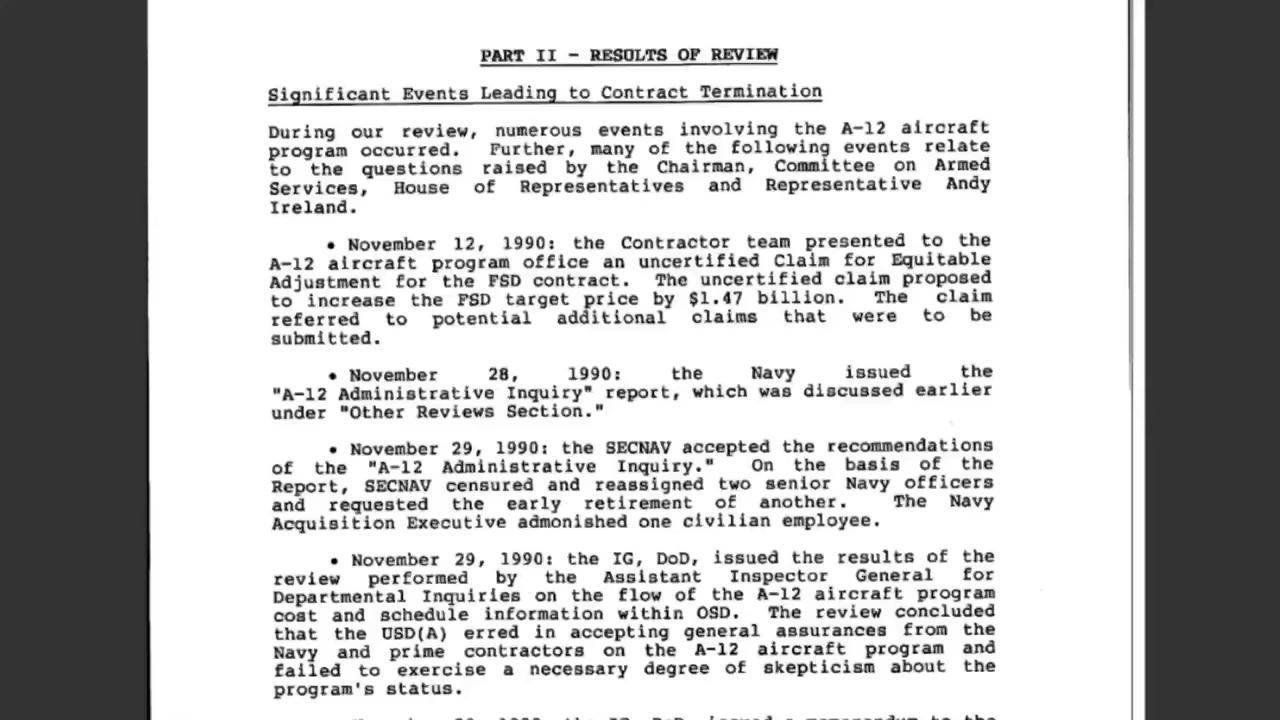 PART II - RESULTS OF REVIEW
Significant Events Leading to Contract Termination
During our review, numerous events involving the A-12 aircraft
program occurred. Further, many of the following events relate
to the questions raised by the Chairman, Committee on Armed
Services, House of Representatives and Representative Andy
Ireland.
• November 12, 1990: the Contractor team presented to the
A-12 aircraft program office an uncertified Claim for Equitable
Adjustment for the FSD contract. The uncertified claim proposed
to increase the FSD target price by $1.47 billion. The claim
referred to potential additional claims that were to be
submitted.
• November 28, 1990: the Navy issued the
"A-12 Administrative Inquiry" report, which was discussed earlier
under "Other Reviews Section."
• November 29, 1990: the SECNAV accepted the recommendations
of the "A-12 Administrative Inquiry." On the basis of the
Report, SECNAV censured and reassigned two senior Navy officers
and requested the early retirement of another. The Navy
Acquisition Executive admonished one civilian employee.
• November 29, 1990: the IG, DoD, issued the results of the
review performed by the Assistant Inspector General for
Departmental Inquiries on the flow of the A-12 aircraft program
cost and schedule information within OSD. The review concluded
that the USD(A) erred in accepting general assurances from the
Navy and prime contractors on the A-12 aircraft program and
failed to exercise a necessary degree of skepticism about the
program's status.